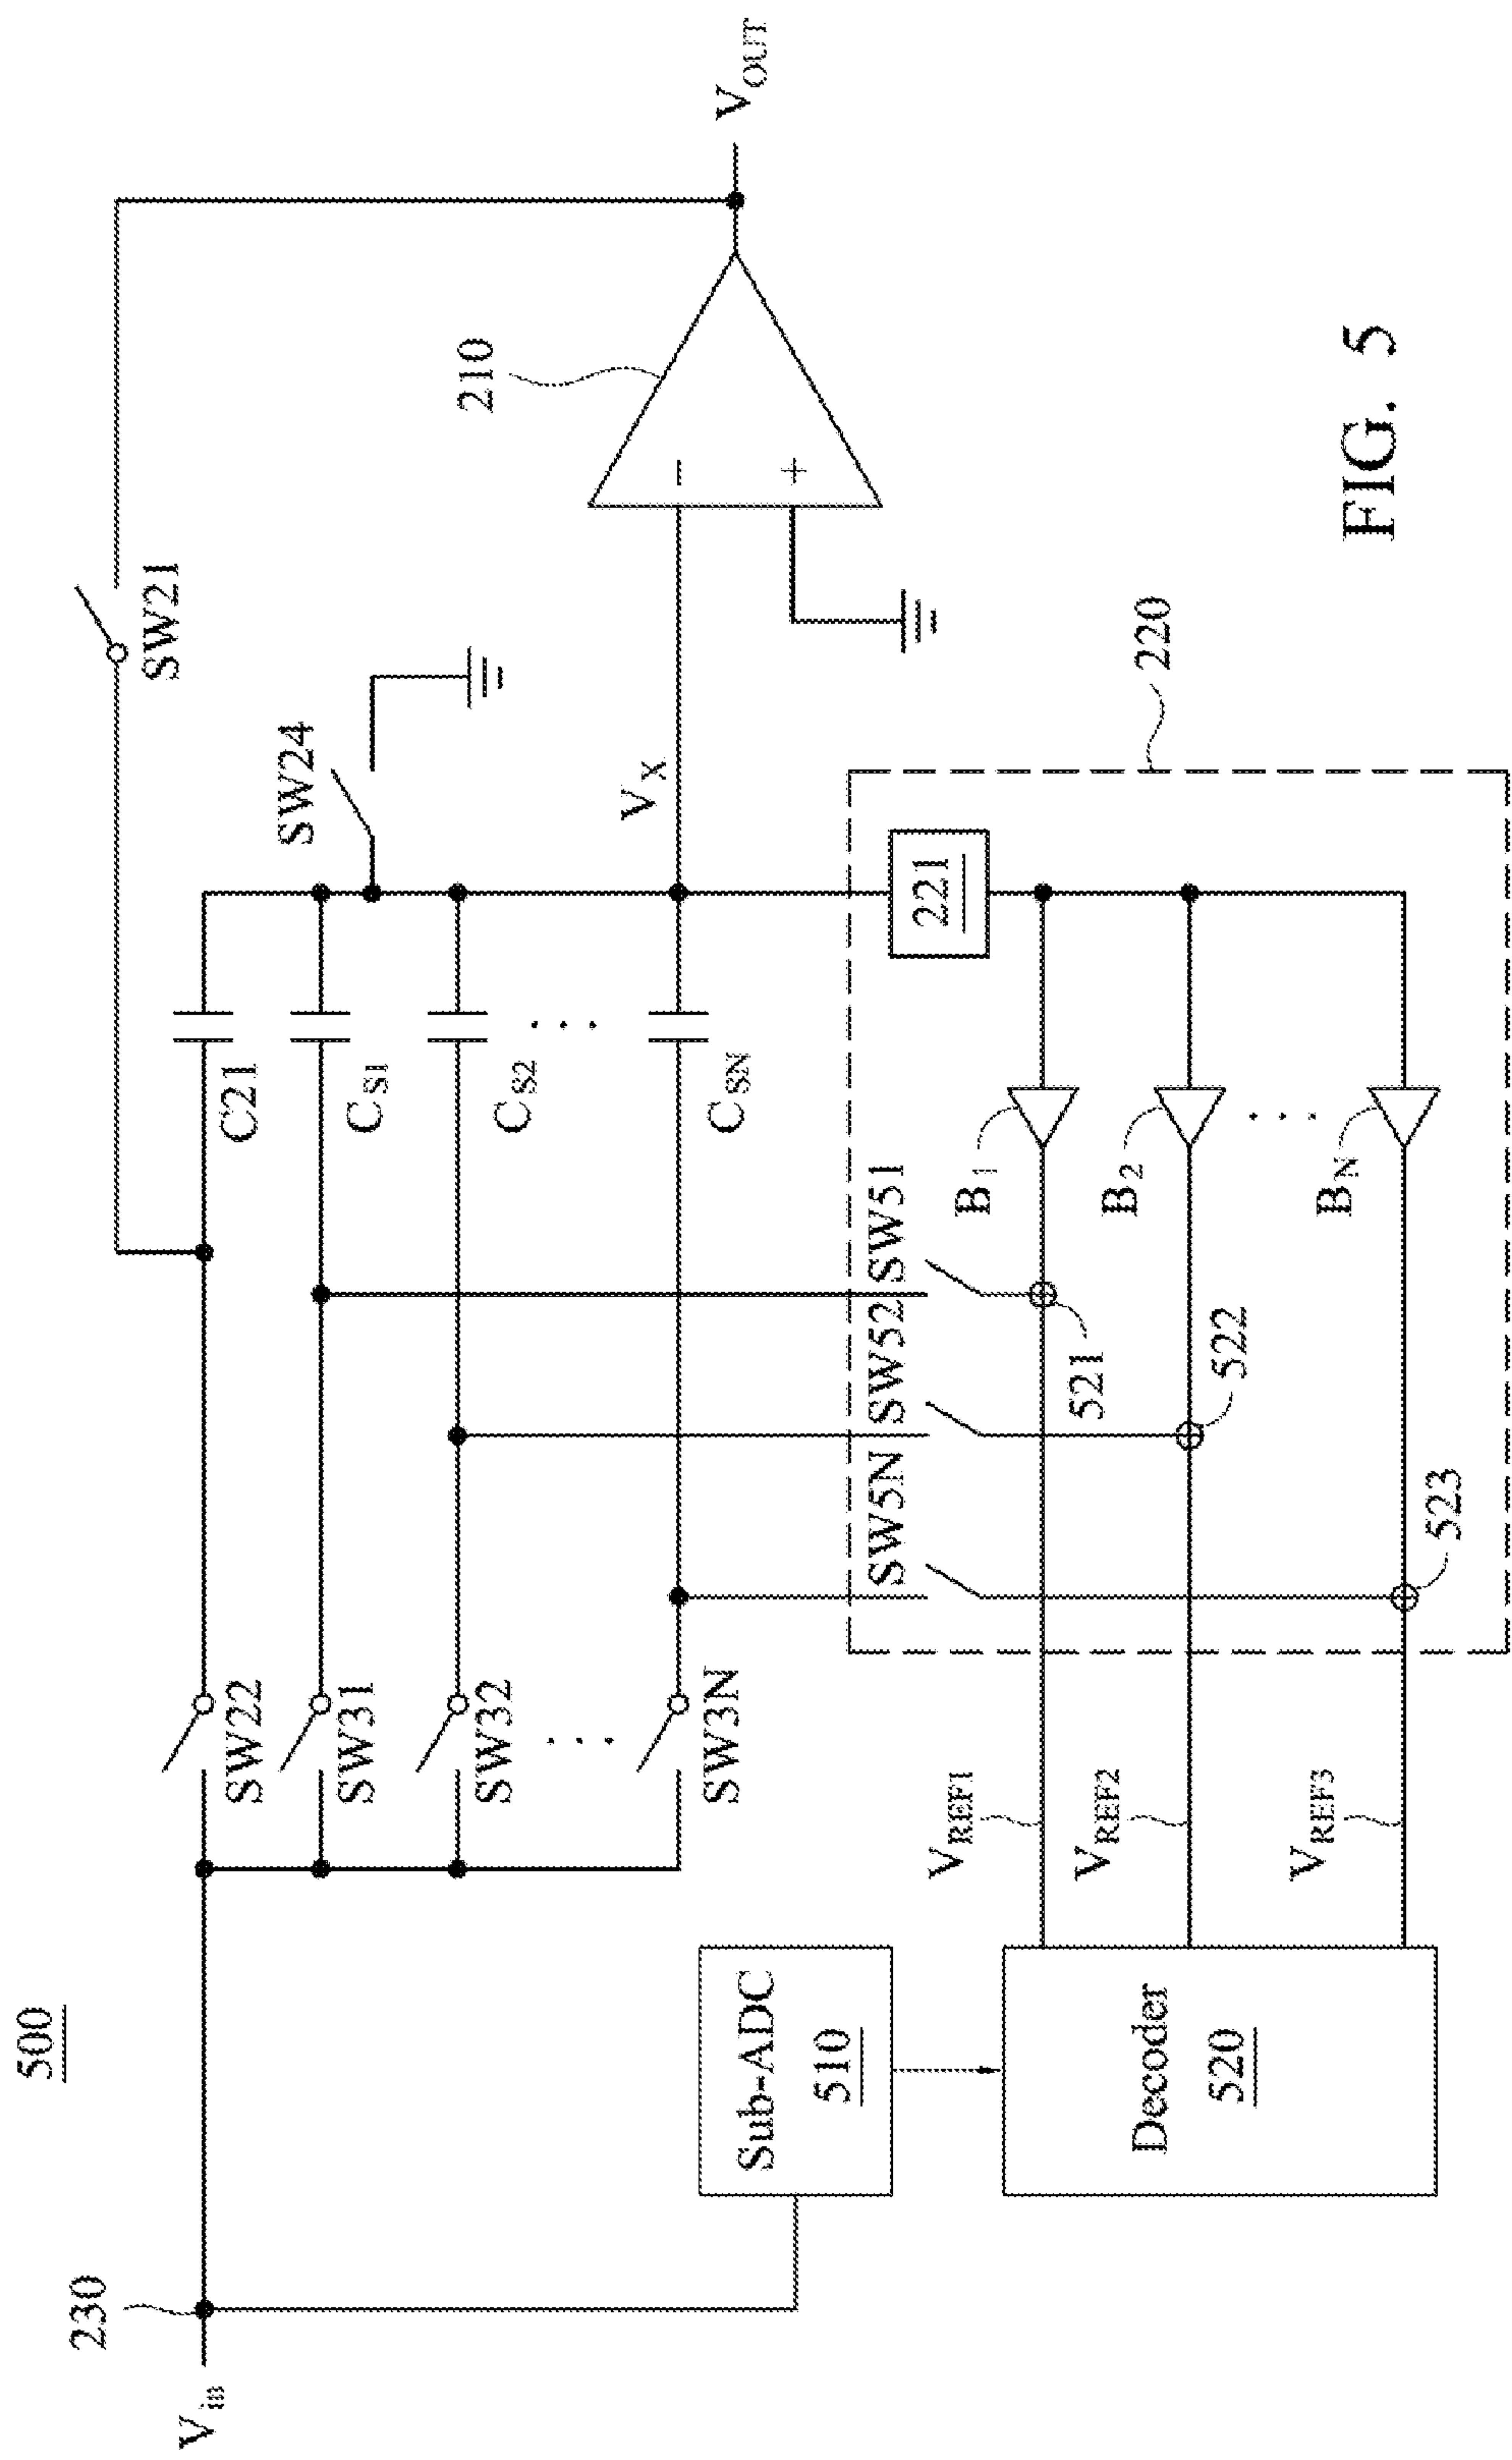 500
230
V_in
SW22
SW31
SW32
. . .
SW3N
C21
C_S1
C_S2
. . .
C_SN
SW21
SW24
V_X
210
−
+
V_OUT
Sub-ADC
510
Decoder
520
V_REF1
V_REF2
V_REF3
SW5N
SW52
SW51
521
522
523
B_1
B_2
. . .
B_N
221
220
FIG. 5